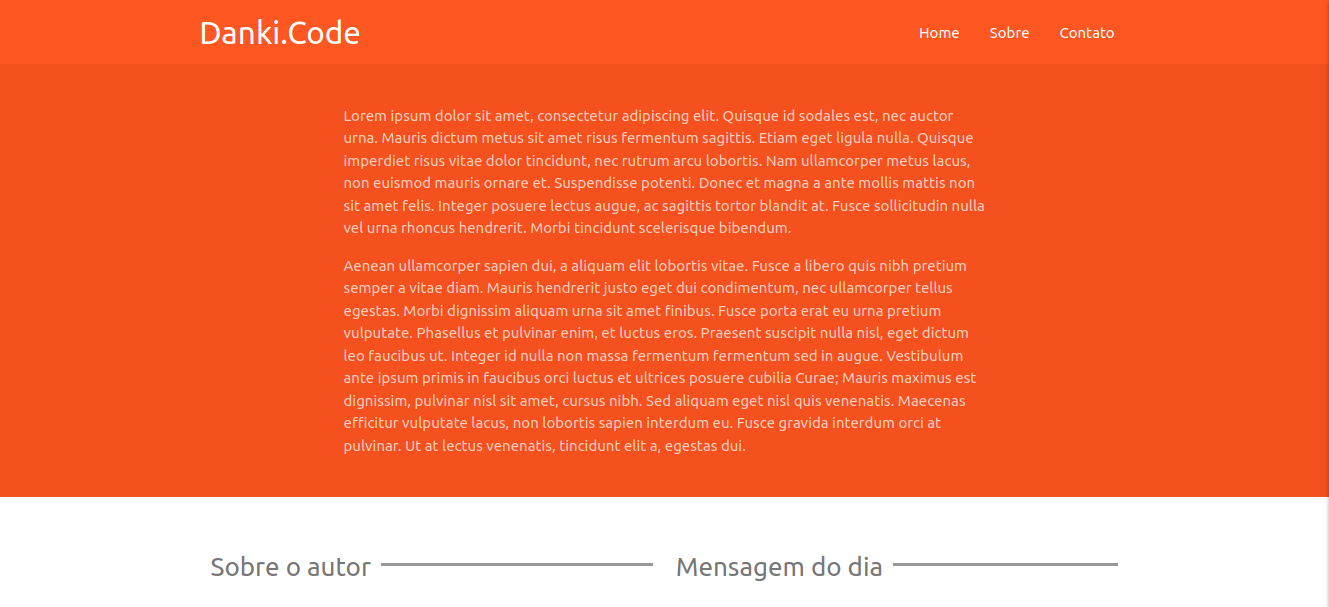 Danki.Code
Home Sobre Contato
Lorem ipsum dolor sit amet, consectetur adipiscing elit. Quisque id sodales est, nec auctor
urna. Mauris dictum metus sit amet risus fermentum sagittis. Etiam eget ligula nulla. Quisque
imperdiet risus vitae dolor tincidunt, nec rutrum arcu lobortis. Nam ullamcorper metus lacus,
non euismod mauris ornare et. Suspendisse potenti. Donec et magna a ante mollis mattis non
sit amet felis. Integer posuere lectus augue, ac sagittis tortor blandit at. Fusce sollicitudin nulla
vel urna rhoncus hendrerit. Morbi tincidunt scelerisque bibendum.
Aenean ullamcorper sapien dui, a aliquam elit lobortis vitae. Fusce a libero quis nibh pretium
semper a vitae diam. Mauris hendrerit justo eget dui condimentum, nec ullamcorper tellus
egestas. Morbi dignissim aliquam urna sit amet finibus. Fusce porta erat eu urna pretium
vulputate. Phasellus et pulvinar enim, et luctus eros. Praesent suscipit nulla nisl, eget dictum
leo faucibus ut. Integer id nulla non massa fermentum fermentum sed in augue. Vestibulum
ante ipsum primis in faucibus orci luctus et ultrices posuere cubilia Curae; Mauris maximus est
dignissim, pulvinar nisl sit amet, cursus nibh. Sed aliquam eget nisl quis venenatis. Maecenas
efficitur vulputate lacus, non lobortis sapien interdum eu. Fusce gravida interdum orci at
pulvinar. Ut at lectus venenatis, tincidunt elit a, egestas dui.
Sobre o autor
Mensagem do dia